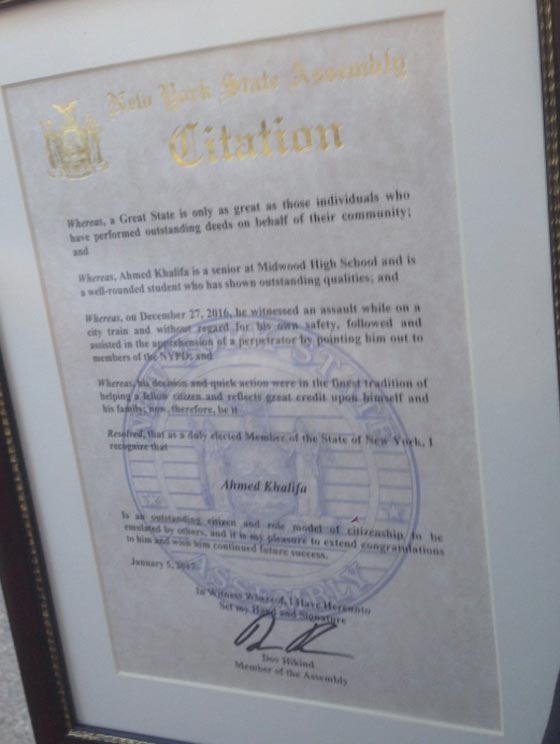 New York State Assembly
Citation
Whereas, a Great State is only as great as those individuals who
have performed outstanding deeds on behalf of their community;
and
Whereas, Ahmed Khalifa is a senior at Midwood High School and is
a well-rounded student who has shown outstanding qualities; and
Whereas, on December 27, 2016, he witnessed an assault while on a
city train and without regard for his own safety, followed and
assisted in the apprehension of a perpetrator by pointing him out to
members of the NYPD; and
Whereas, his decision and quick action were in the finest tradition of
helping a fellow citizen and reflects great credit upon himself and
his family; now, therefore, be it
Resolved, that as a duly elected Member of the State of New York, I
recognize that
Ahmed Khalifa
Is an outstanding citizen and role model of citizenship to be
emulated by others, and it is my pleasure to extend congratulations
to him and wish him continued future success.
January 5, 2017
In Witness Whereof, I Have Hereunto
Set my Hand and Signature
Dov Hikind
Member of the Assembly
NEW YORK STATE
ASSEMBLY